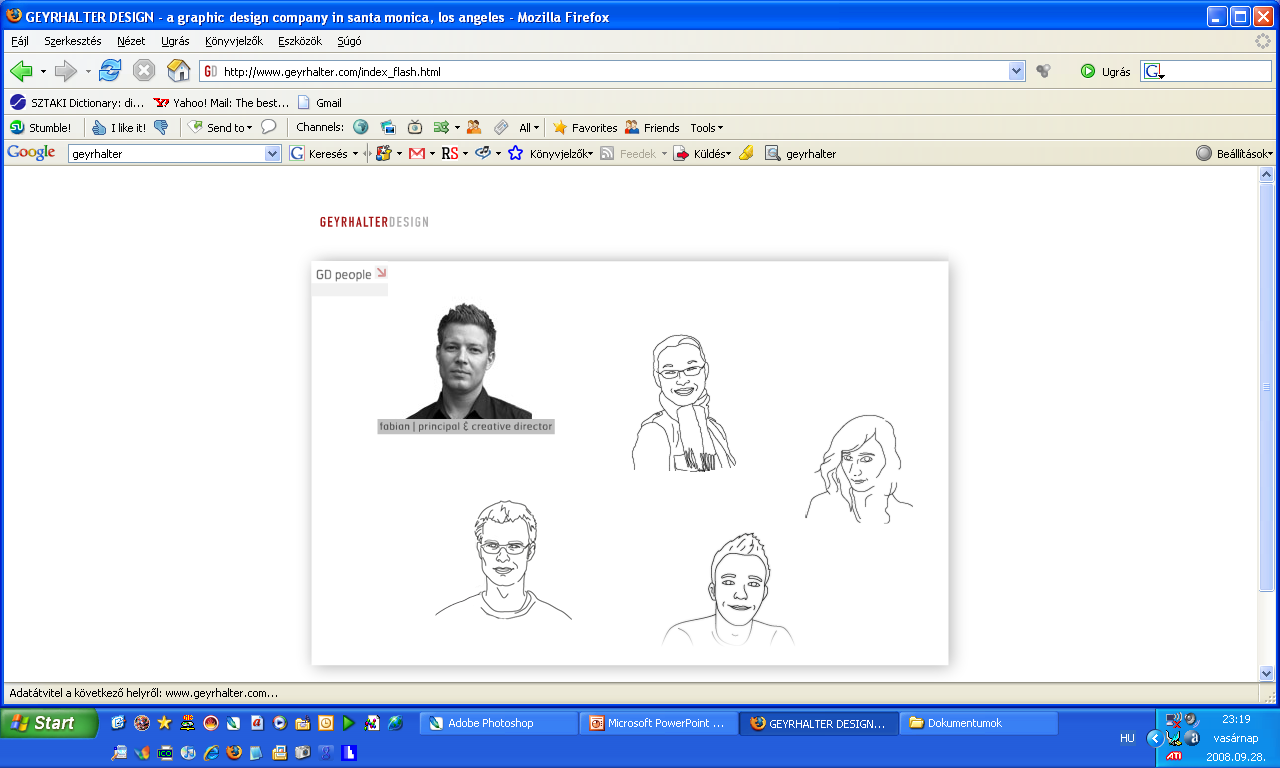 GEYRHALTER DESIGN - a graphic design company in santa monica, los angeles - Mozilla Firefox
Fájl Szerkesztés Nézet Ugrás Könyvjelzők Eszközök Súgó
GD http://www.geyrhalter.com/index_flash.html Ugrás G
SZTAKI Dictionary: di... Yahoo! Mail: The best... Gmail
Stumble! I like it! Send to Channels: All Favorites Friends Tools
Google geyrhalter G Keresés RS Könyvjelzők Feedek Küldés geyrhalter Beállítások
GEYRHALTERDESIGN
GD people
fabian | principal & creative director
Adatátvitel a következő helyről: www.geyrhalter.com...
Start Adobe Photoshop Microsoft PowerPoint ... GEYRHALTER DESIGN... Dokumentumok 23:19
HU vasárnap
ATI 2008.09.28.